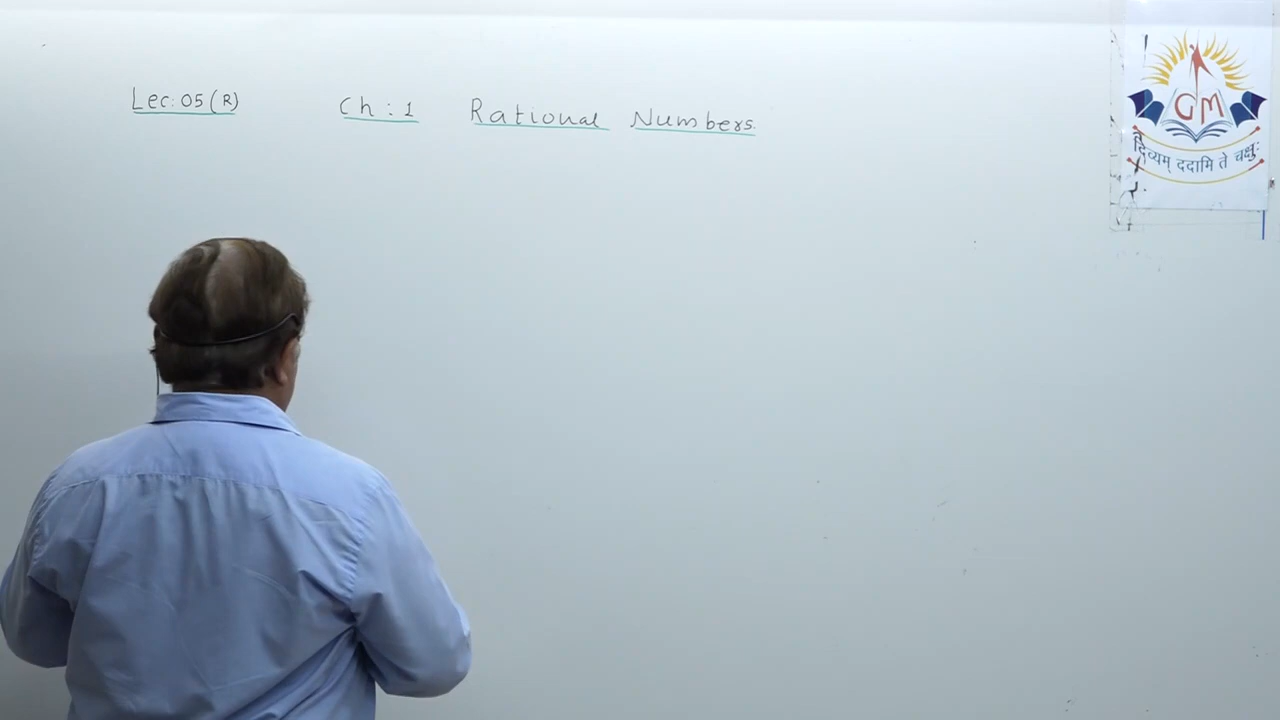 Lec: 05 (R) Ch : 1 Rational Numbers.
GM
दिव्यम् ददामि ते चक्षुः